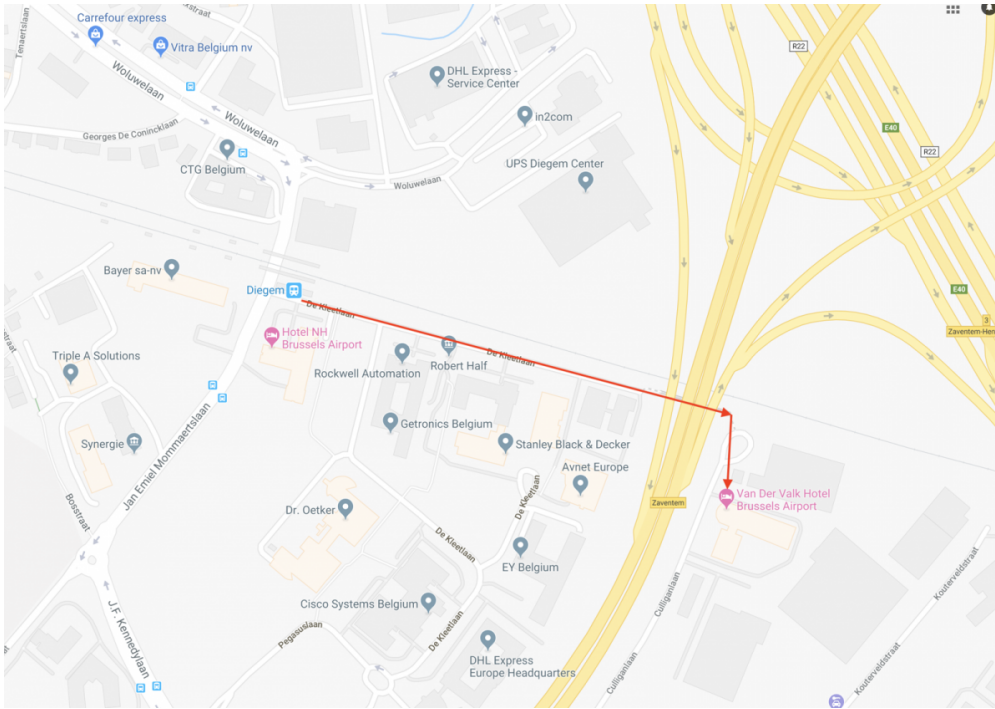 Carrefour express
Vitra Belgium nv
Tenaertslaan
Woluwelaan
DHL Express -
Service Center
R22
in2com
Woluwelaan
E40
Georges De Conincklaan
R22
CTG Belgium
UPS Diegem Center
Woluwelaan
Bayer sa-nv
Diegem
De Kleetlaan
E40
3
Zaventem-Hen
Hotel NH
Brussels Airport
Triple A Solutions
Rockwell Automation
Robert Half
De Kleetlaan
Getronics Belgium
Stanley Black & Decker
Synergie
Jan Emiel Mommaertslaan
Avnet Europe
Bosstraat
Dr. Oetker
De Kleetlaan
Zaventem
Van Der Valk Hotel
Brussels Airport
De Kleetlaan
EY Belgium
Culliganlaan
Kouterveldstraat
Cisco Systems Belgium
De Kleetlaan
J.F. Kennedylaan
Pegasuslaan
DHL Express
Europe Headquarters
Culliganlaan
Kouterveldstraat